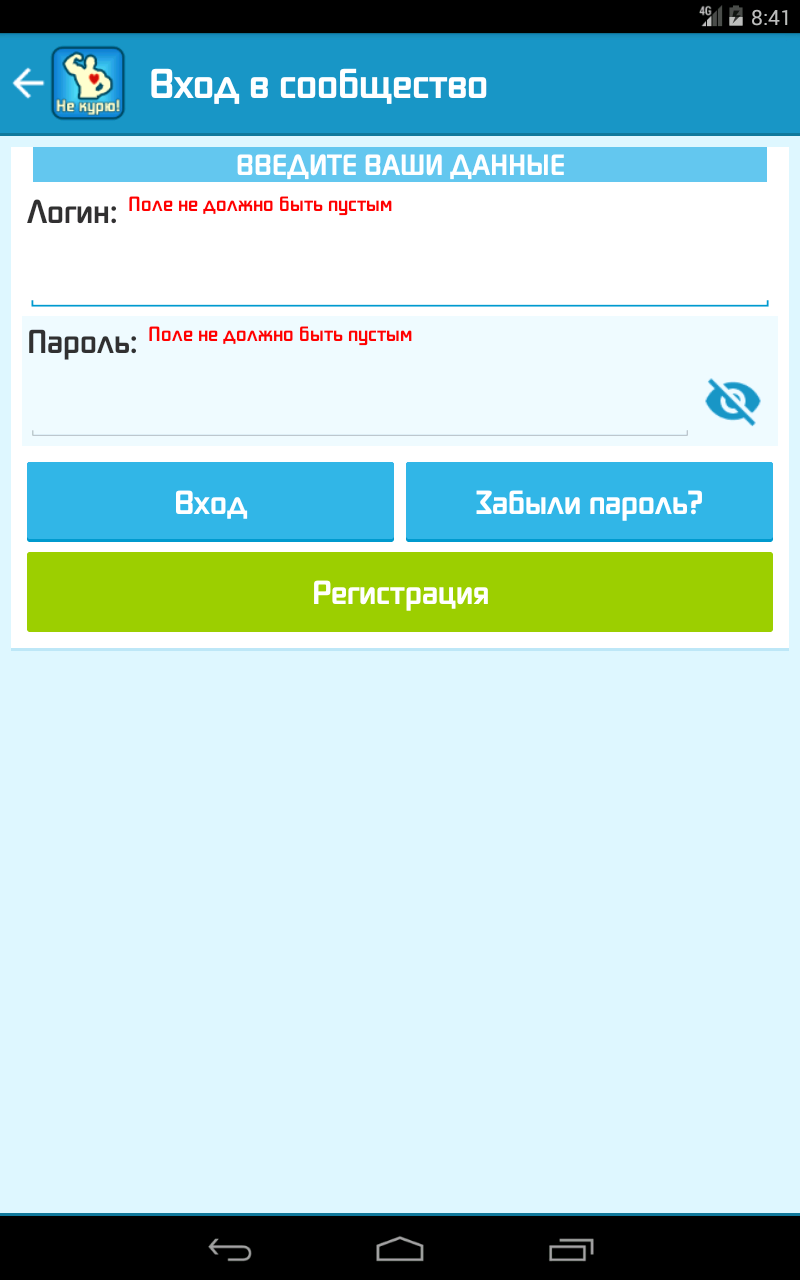 4G 8:41
Не курю!
Вход в сообщество
ВВЕДИТЕ ВАШИ ДАННЫЕ
Логин: Поле не должно быть пустым
Пароль: Поле не должно быть пустым
Вход Забыли пароль?
Регистрация